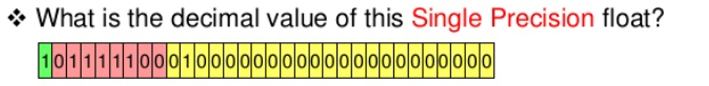 ❖ What is the decimal value of this Single Precision float?
10111110001000000000000000000000